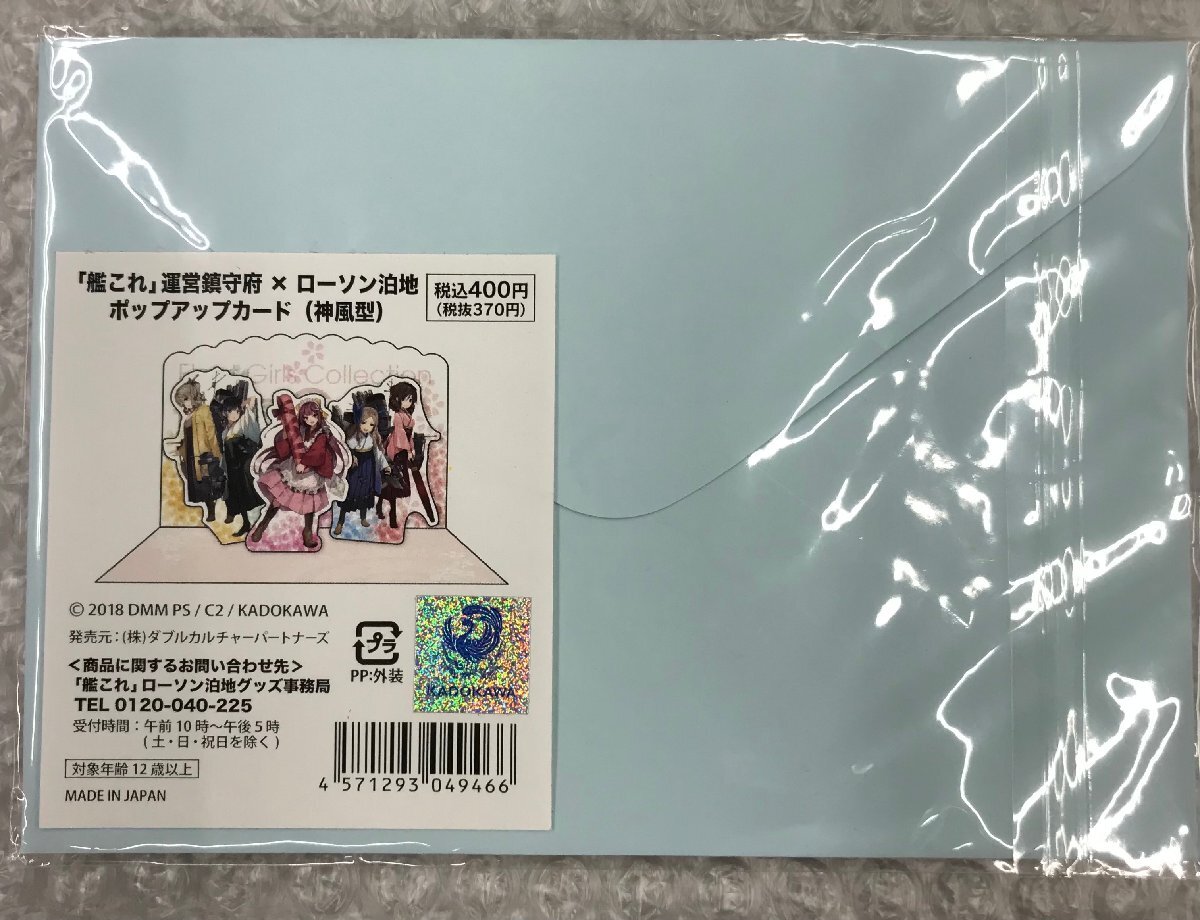 「艦これ」運営鎮守府 × ローソン泊地
ポップアップカード (神風型)
税込400円
(税抜370円)
Girls Collection
© 2018 DMM PS / C2 / KADOKAWA
発売元：(株)ダブルカルチャーパートナーズ
<商品に関するお問い合わせ先>
「艦これ」ローソン泊地グッズ事務局
TEL 0120-040-225
受付時間：午前10時～午後5時
(土・日・祝日を除く)
対象年齢12歳以上
MADE IN JAPAN
プラ
PP:外装
KADOKAWA
4 571293 049466